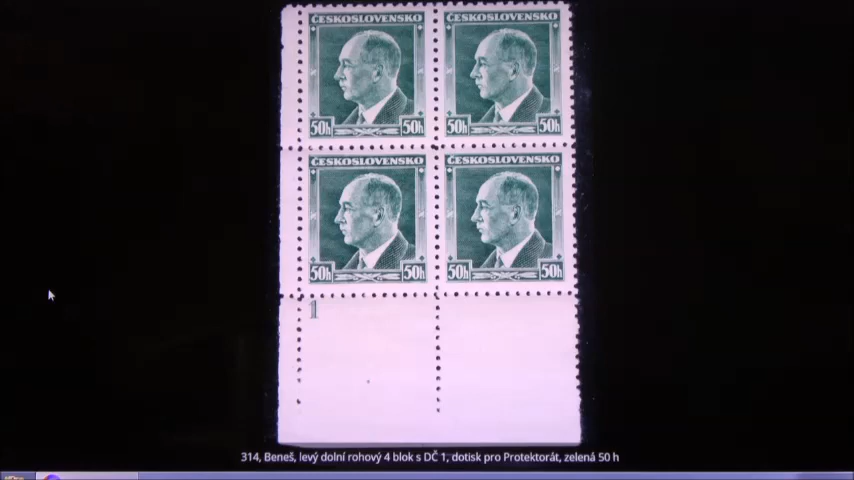 ČESKOSLOVENSKO ČESKOSLOVENSKO
50h 50h 50h 50h
ČESKOSLOVENSKO ČESKOSLOVENSKO
50h 50h 50h 50h
1
314, Beneš, levý dolní rohový 4 blok s DČ 1, dotisk pro Protektorát, zelená 50 h